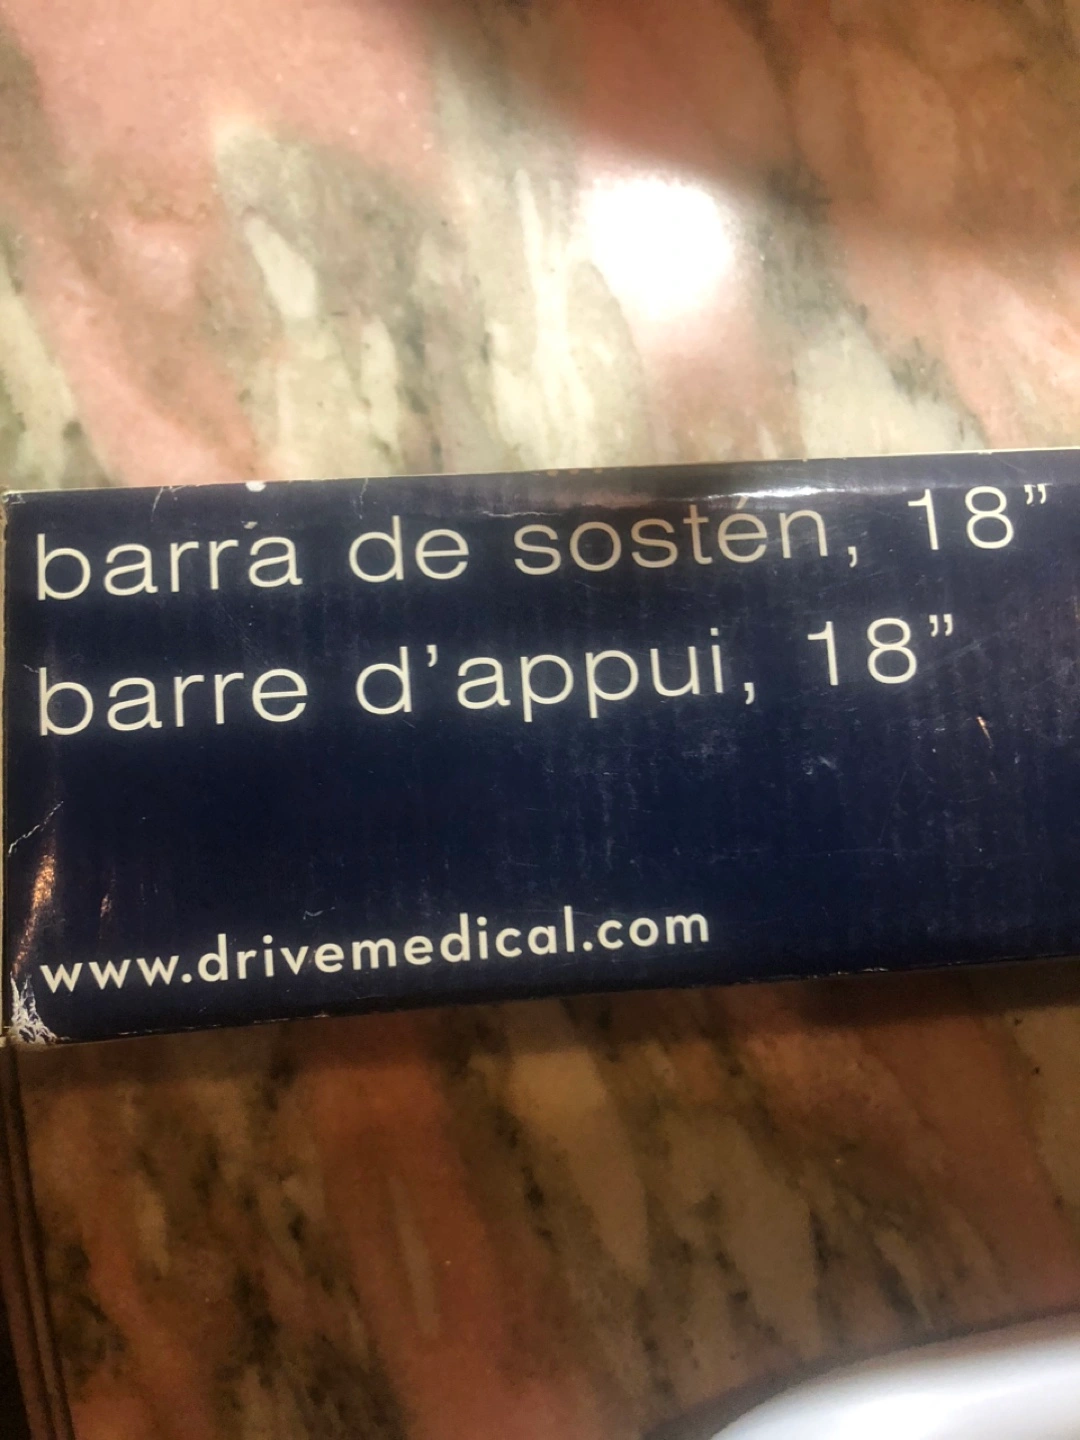 barra de sostén, 18”
barre d’appui, 18”
www.drivemedical.com